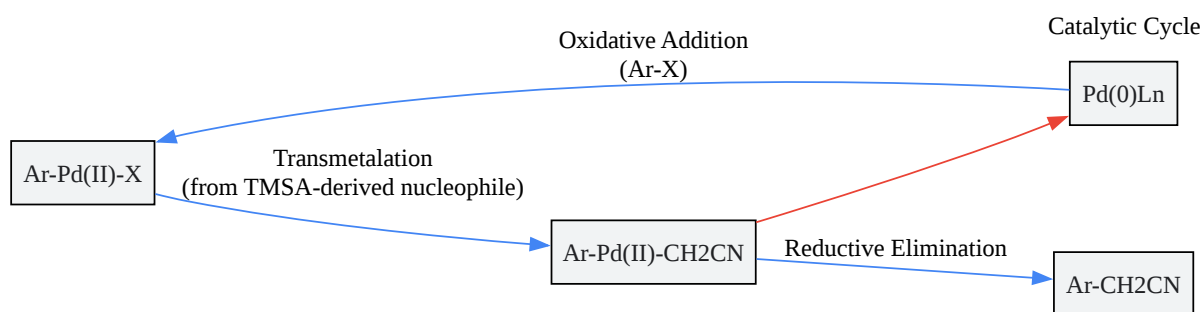 Catalytic Cycle
Oxidative Addition
(Ar-X)
Pd(0)Ln
Ar-Pd(II)-X
Transmetalation
(from TMSA-derived nucleophile)
Ar-Pd(II)-CH2CN
Reductive Elimination
Ar-CH2CN